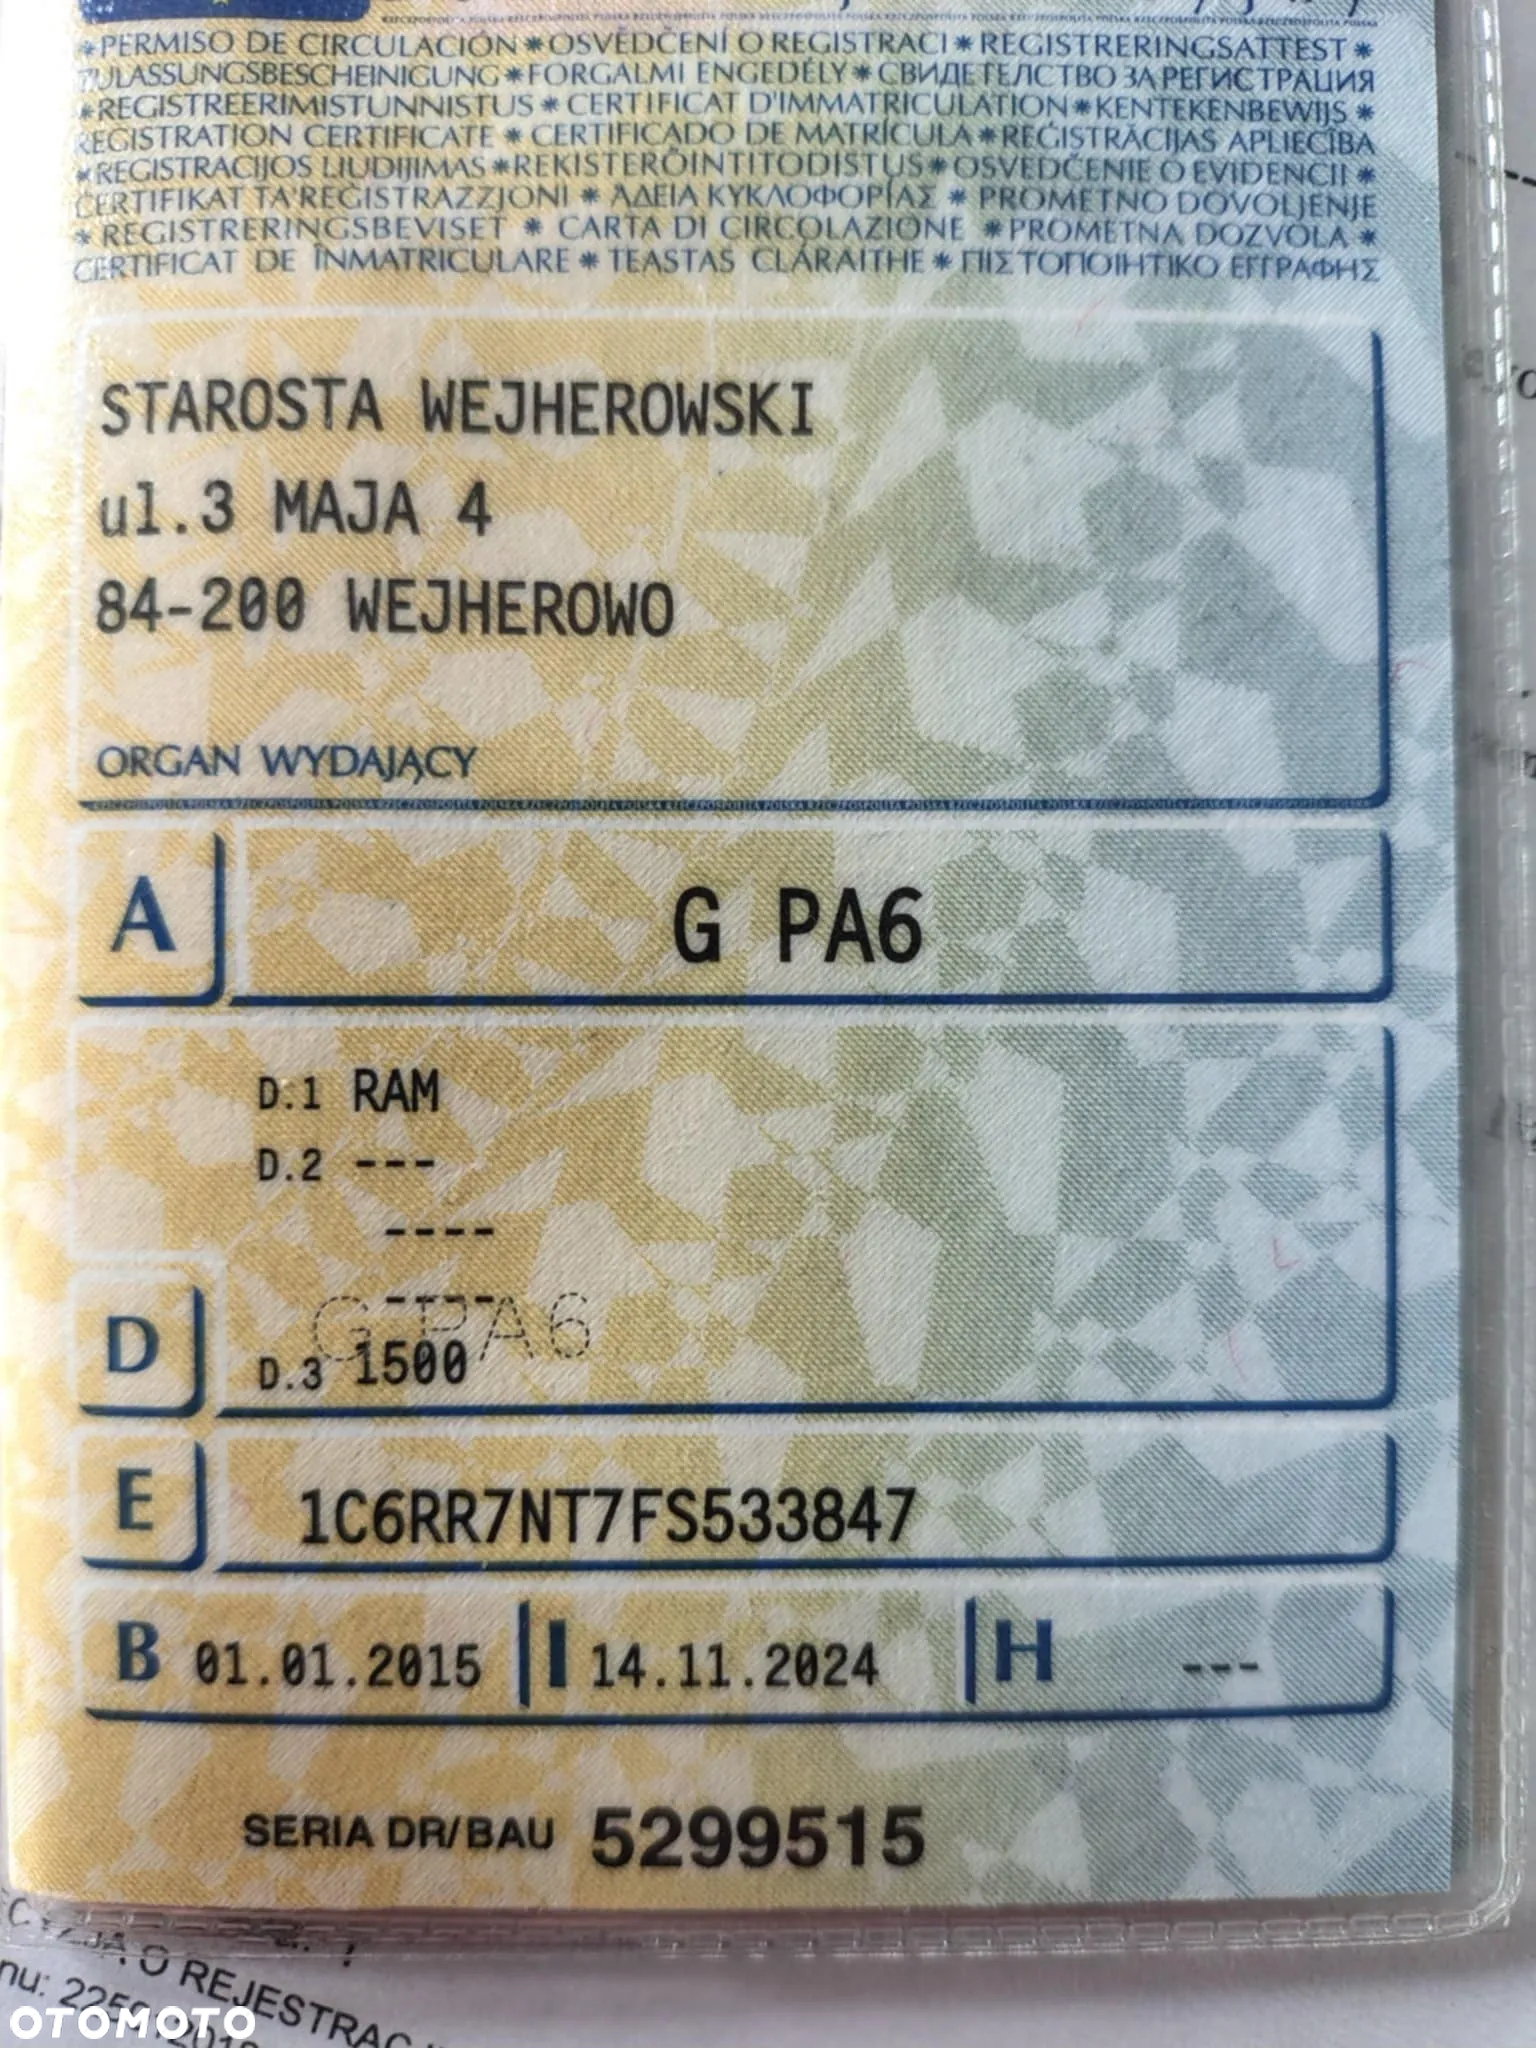 *PERMISO DE CIRCULACIÓN*OSVĚDČENÍ O REGISTRACI*REGISTRERINGSATTEST*
ZULASSUNGSBESCHEINIGUNG*FORGALMI ENGEDÉLY*СВИДЕТЕЛСТВО ЗА РЕГИСТРАЦИЯ
*REGISTREERIMISTUNNISTUS*CERTIFICAT D'IMMATRICULATION*KENTEKENBEWIJS*
REGISTRATION CERTIFICATE*CERTIFICADO DE MATRÍCULA*REĢISTRĀCIJAS APLIECĪBA
*REGISTRACIJOS LIUDIJIMAS*REKISTERÖINTITODISTUS*OSVEDČENIE O EVIDENCII*
ĊERTIFIKAT TA'REĠISTRAZZJONI*ΆΔΕΙΑ ΚΥΚΛΟΦΟΡΊΑΣ*PROMETNO DOVOLJENJE
*REGISTRERINGSBEVISET*CARTA DI CIRCOLAZIONE*PROMETNA DOZVOLA*
CERTIFICAT DE ÎNMATRICULARE*TEASTAS CLÁRAITHE*ΠΙΣΤΟΠΟΙΗΤΙΚΟ ΕΓΓΡΑΦΗΣ
STAROSTA WEJHEROWSKI
ul.3 MAJA 4
84-200 WEJHEROWO
ORGAN WYDAJĄCY
A G PA6
D.1 RAM
D.2 ---
----
-----
G PA6
D D.3 1500
E 1C6RR7NT7FS533847
B 01.01.2015 I 14.11.2024 H ---
SERIA DR/BAU 5299515
O REJESTRAC
OTOMOTO